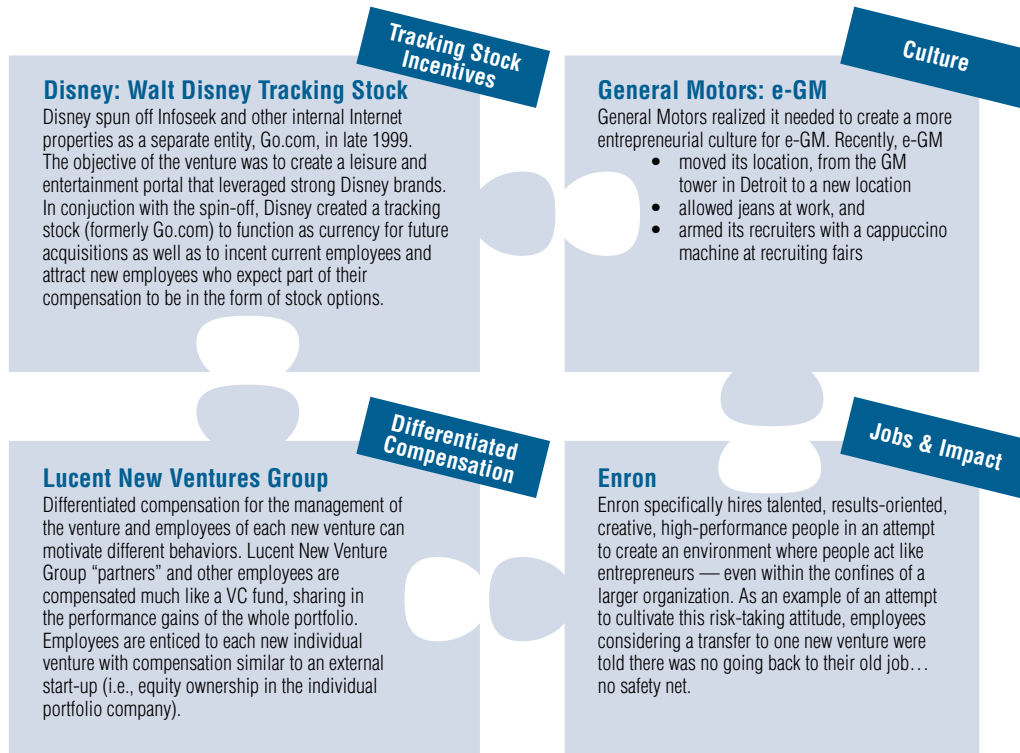 Tracking Stock
Incentives
Disney: Walt Disney Tracking Stock
Disney spun off Infoseek and other internal Internet
properties as a separate entity, Go.com, in late 1999.
The objective of the venture was to create a leisure and
entertainment portal that leveraged strong Disney brands.
In conjuction with the spin-off, Disney created a tracking
stock (formerly Go.com) to function as currency for future
acquisitions as well as to incent current employees and
attract new employees who expect part of their
compensation to be in the form of stock options.
Culture
General Motors: e-GM
General Motors realized it needed to create a more
entrepreneurial culture for e-GM. Recently, e-GM
• moved its location, from the GM
tower in Detroit to a new location
• allowed jeans at work, and
• armed its recruiters with a cappuccino
machine at recruiting fairs
Differentiated
Compensation
Lucent New Ventures Group
Differentiated compensation for the management of
the venture and employees of each new venture can
motivate different behaviors. Lucent New Venture
Group “partners” and other employees are
compensated much like a VC fund, sharing in
the performance gains of the whole portfolio.
Employees are enticed to each new individual
venture with compensation similar to an external
start-up (i.e., equity ownership in the individual
portfolio company).
Jobs & Impact
Enron
Enron specifically hires talented, results-oriented,
creative, high-performance people in an attempt
to create an environment where people act like
entrepreneurs — even within the confines of a
larger organization. As an example of an attempt
to cultivate this risk-taking attitude, employees
considering a transfer to one new venture were
told there was no going back to their old job…
no safety net.